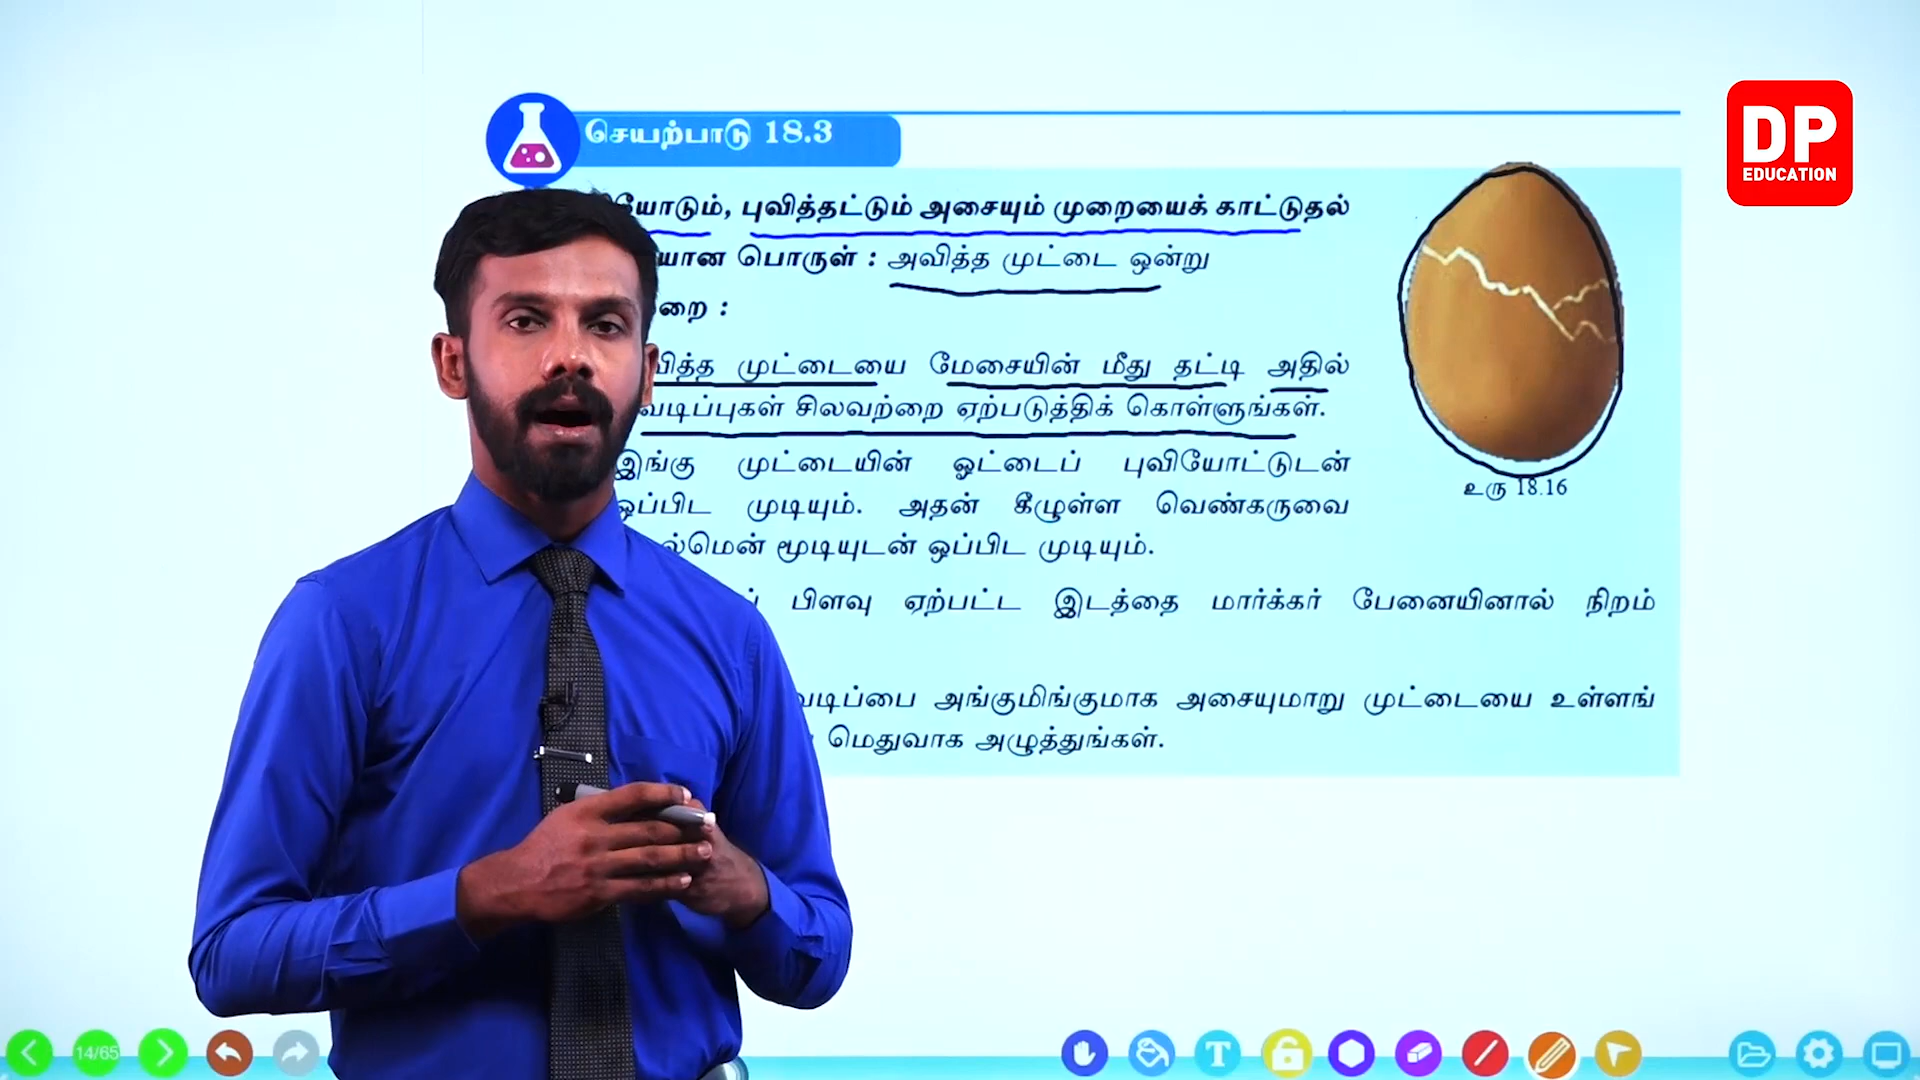 செயற்பாடு 18.3
DP
EDUCATION
புவித்தட்டும் அசையும் முறையைக் காட்டுதல்
பொருள் : அவித்த முட்டை ஒன்று
முட்டையை மேசையின் மீது தட்டி அதில்
சிலவற்றை ஏற்படுத்திக் கொள்ளுங்கள்.
இங்கு முட்டையின் ஓட்டைப் புவியோட்டுடன்
ஒப்பிட முடியும். அதன் கீழுள்ள வெண்கருவை
மூடியுடன் ஒப்பிட முடியும்.
உரு 18.16
பிளவு ஏற்பட்ட இடத்தை மார்க்கர் பேனையினால் நிறம்
அங்குமிங்குமாக அசையுமாறு முட்டையை உள்ளங்
மெதுவாக அழுத்துங்கள்.
14/65
T